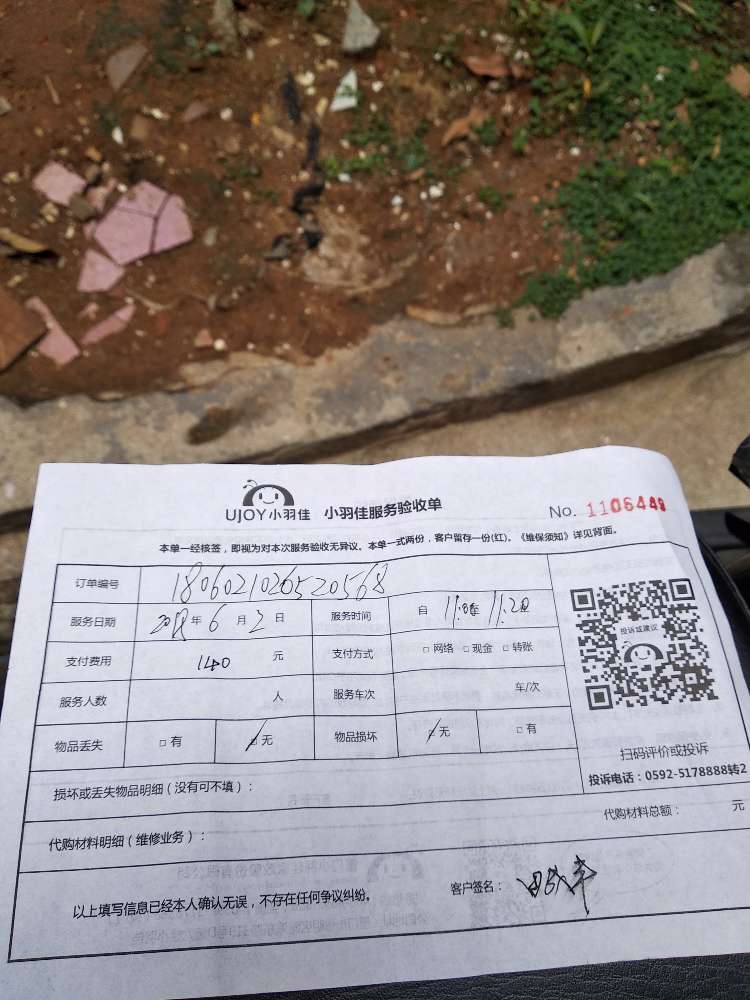 UJOY小羽佳 小羽佳服务验收单 No. 1106449
本单一经核签，即视为对本次服务验收无异议。本单一式两份，客户留存一份(红)。《维保须知》详见背面。
订单编号 1806021026520568
服务日期 2018年6月2日 服务时间 自 11:00至 11:20
支付费用 140 元 支付方式 □网络 □现金 □转账
服务人数 人 服务车次 车/次
物品丢失 □有 □无 物品损坏 □无 □有
投诉或建议
扫码评价或投诉
投诉电话：0592-5178888转2
损坏或丢失物品明细（没有可不填）：
代购材料明细（维修业务）： 代购材料总额： 元
以上填写信息已经本人确认无误，不存在任何争议纠纷。 客户签名：